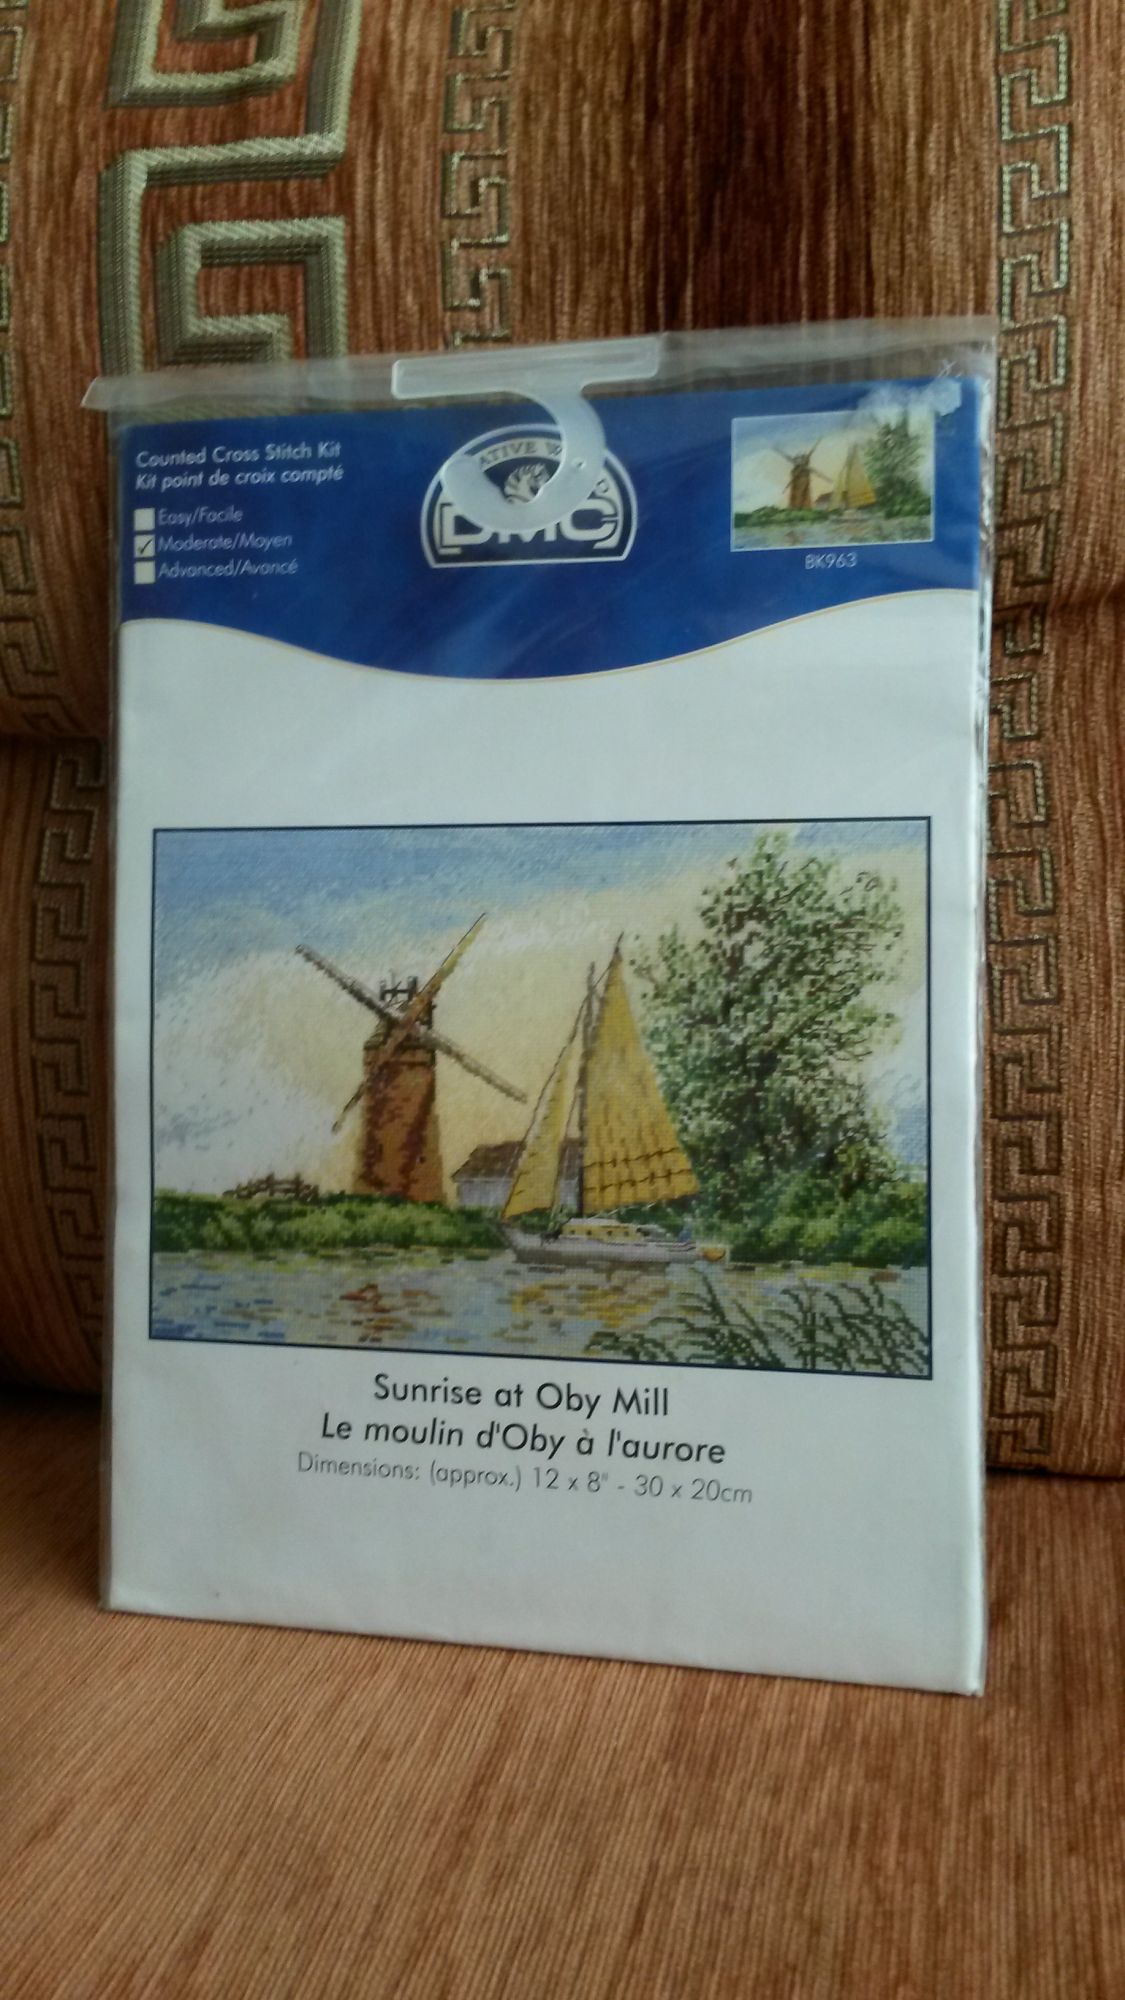 Counted Cross Stitch Kit
Kit point de croix compté
Easy/Facile
Moderate/Moyen
Advanced/Avancé
DMC
BK963
Sunrise at Oby Mill
Le moulin d'Oby à l'aurore
Dimensions: (approx.) 12 x 8" - 30 x 20cm